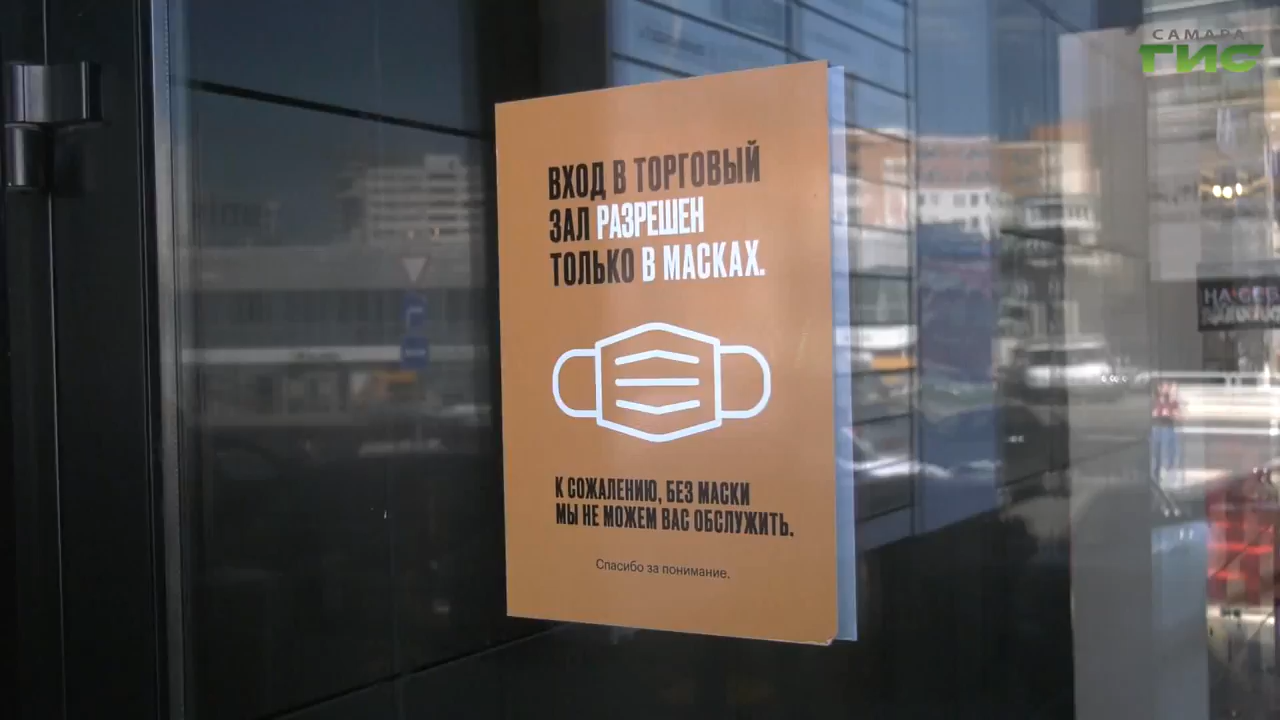 САМАРА
ГИС
ВХОД В ТОРГОВЫЙ
ЗАЛ РАЗРЕШЕН
ТОЛЬКО В МАСКАХ.
К СОЖАЛЕНИЮ, БЕЗ МАСКИ
МЫ НЕ МОЖЕМ ВАС ОБСЛУЖИТЬ.
Спасибо за понимание.